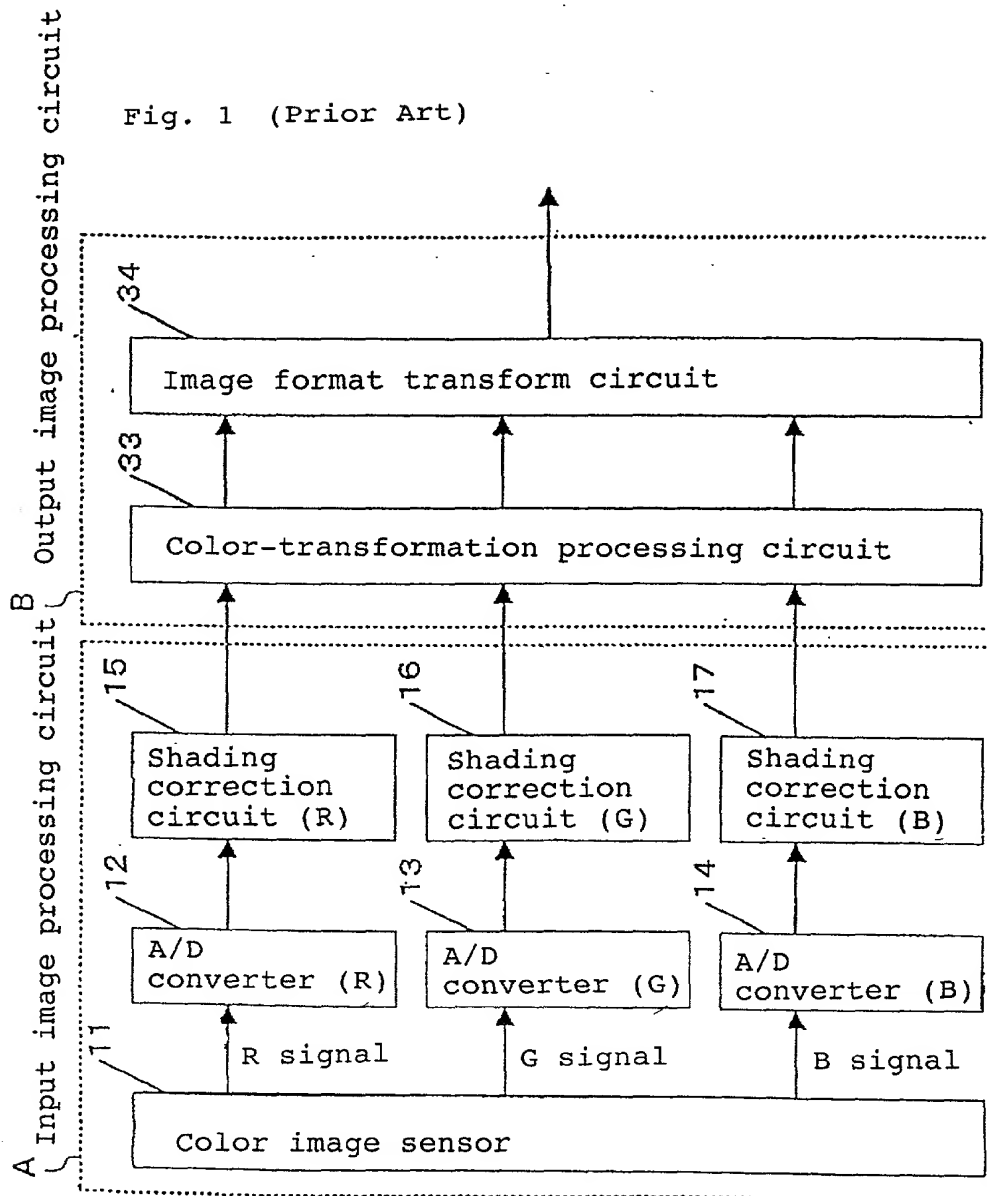 Fig. 1 (Prior Art)
A Input image processing circuit
B Output image processing circuit
34
Image format transform circuit
33
Color-transformation processing circuit
15
Shading
correction
circuit (R)
16
Shading
correction
circuit (G)
17
Shading
correction
circuit (B)
12
A/D
converter (R)
13
A/D
converter (G)
14
A/D
converter (B)
R signal
G signal
B signal
11
Color image sensor